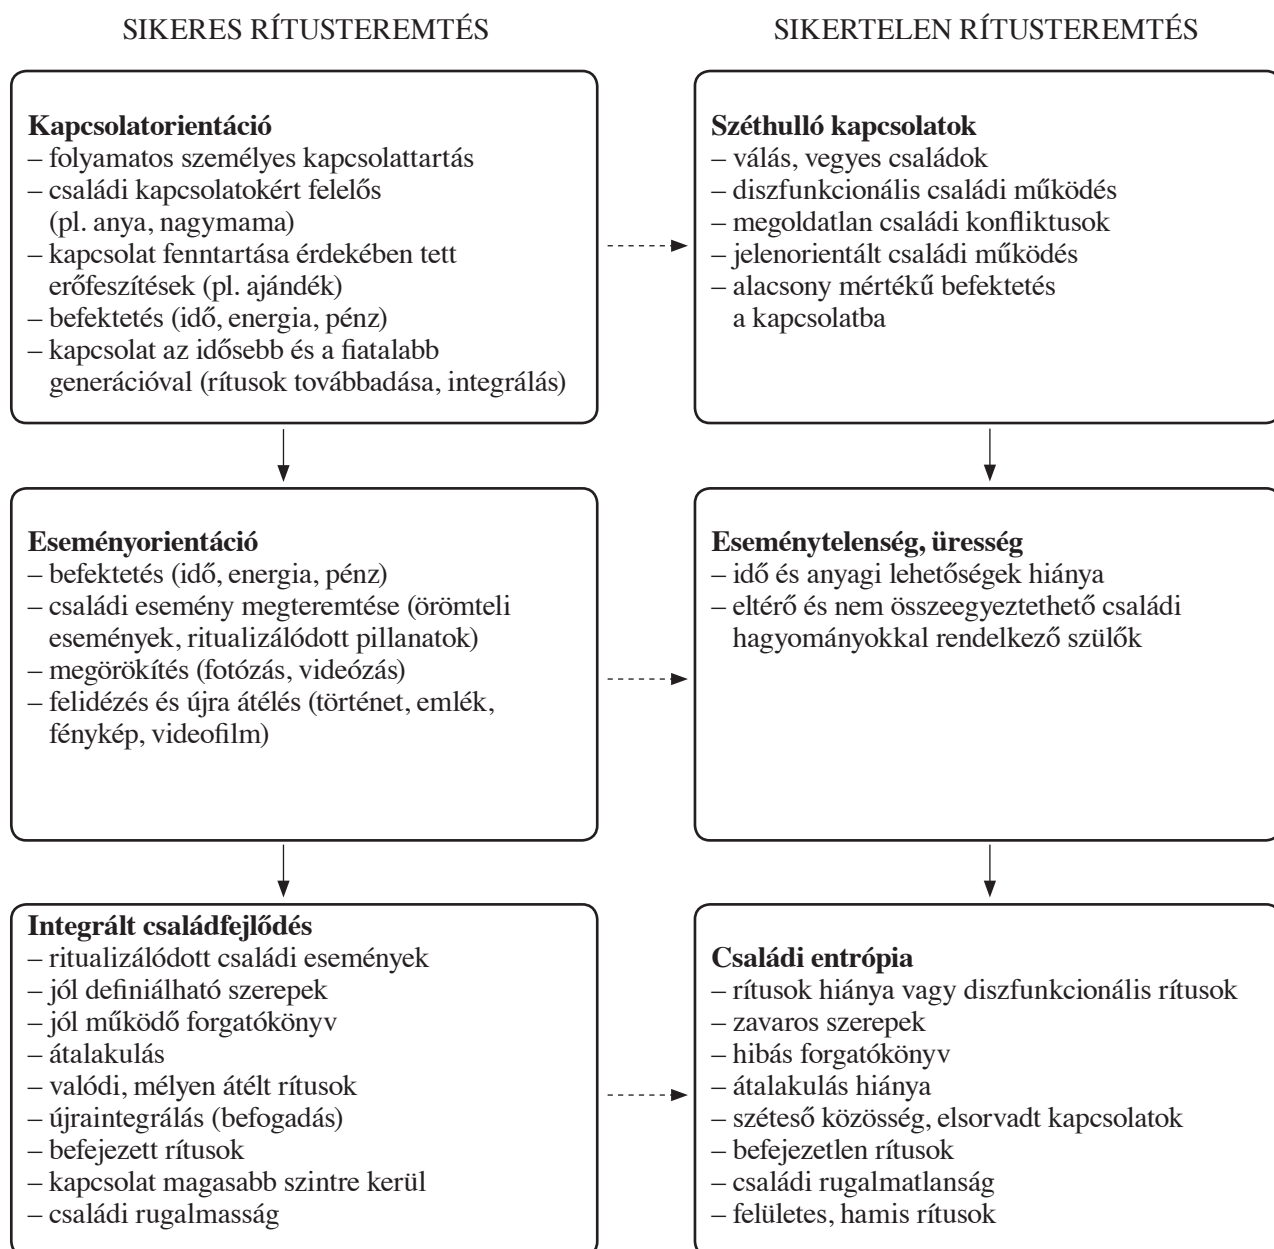 SIKERES RÍTUSTEREMTÉS
Kapcsolatorientáció
– folyamatos személyes kapcsolattartás
– családi kapcsolatokért felelős
(pl. anya, nagymama)
– kapcsolat fenntartása érdekében tett
erőfeszítések (pl. ajándék)
– befektetés (idő, energia, pénz)
– kapcsolat az idősebb és a fiatalabb
generációval (rítusok továbbadása, integrálás)
Eseményorientáció
– befektetés (idő, energia, pénz)
– családi esemény megteremtése (örömteli
események, ritualizálódott pillanatok)
– megörökítés (fotózás, videózás)
– felidézés és újra átélés (történet, emlék,
fénykép, videofilm)
Integrált családfejlődés
– ritualizálódott családi események
– jól definiálható szerepek
– jól működő forgatókönyv
– átalakulás
– valódi, mélyen átélt rítusok
– újraintegrálás (befogadás)
– befejezett rítusok
– kapcsolat magasabb szintre kerül
– családi rugalmasság
SIKERTELEN RÍTUSTEREMTÉS
Széthulló kapcsolatok
– válás, vegyes családok
– diszfunkcionális családi működés
– megoldatlan családi konfliktusok
– jelenorientált családi működés
– alacsony mértékű befektetés
a kapcsolatba
Eseménytelenség, üresség
– idő és anyagi lehetőségek hiánya
– eltérő és nem összeegyeztethető családi
hagyományokkal rendelkező szülők
Családi entrópia
– rítusok hiánya vagy diszfunkcionális rítusok
– zavaros szerepek
– hibás forgatókönyv
– átalakulás hiánya
– széteső közösség, elsorvadt kapcsolatok
– befejezetlen rítusok
– családi rugalmatlanság
– felületes, hamis rítusok